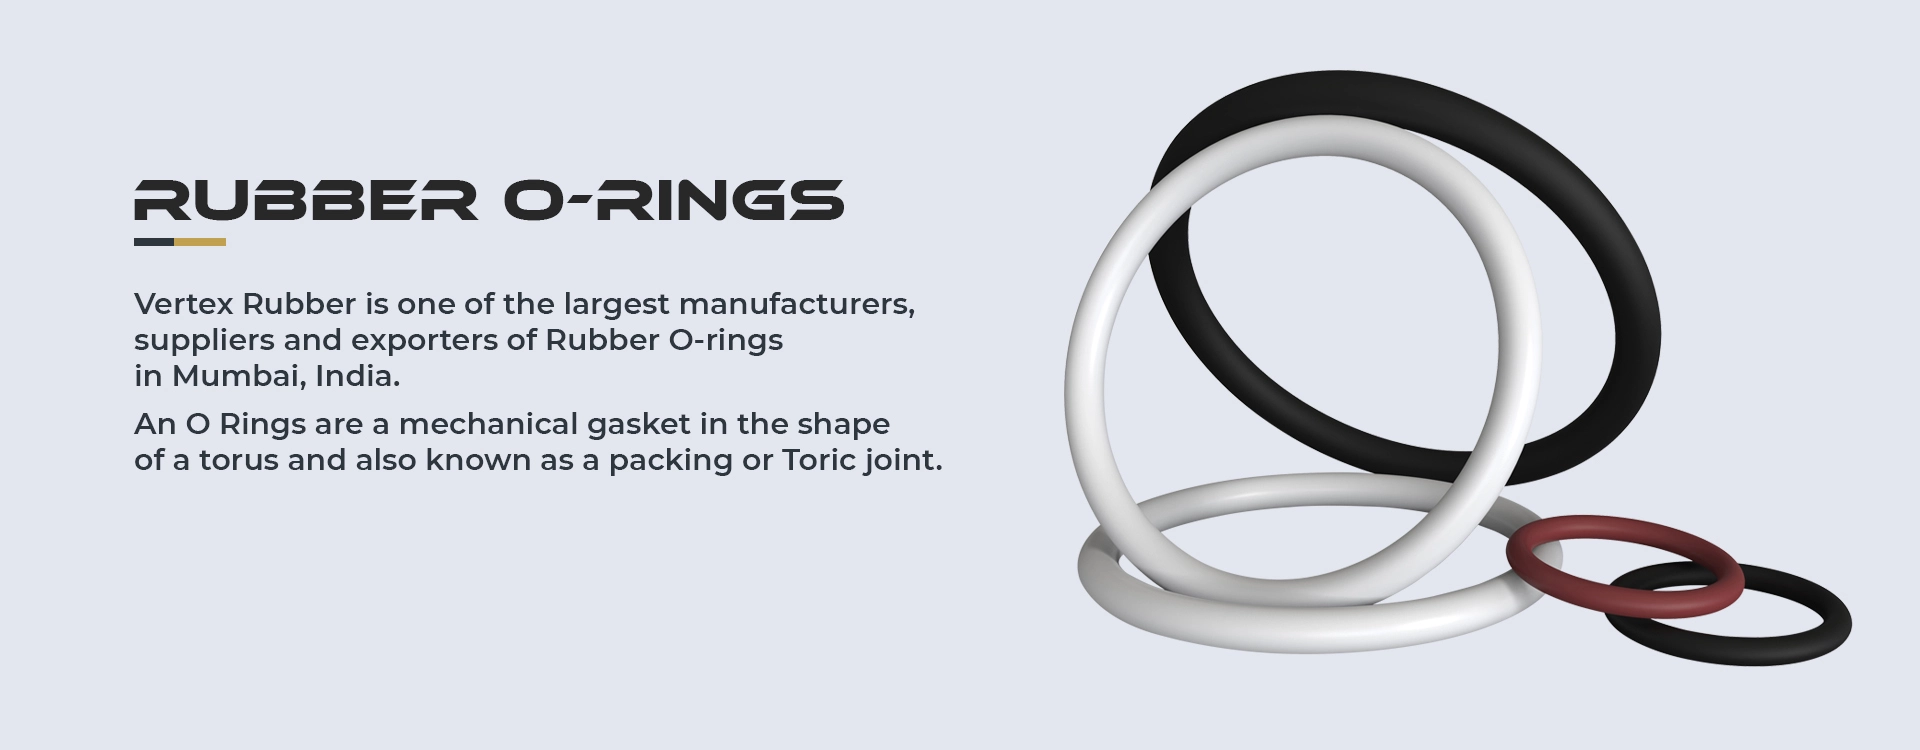 RUBBER O-RINGS
Vertex Rubber is one of the largest manufacturers,
suppliers and exporters of Rubber O-rings
in Mumbai, India.
An O Rings are a mechanical gasket in the shape
of a torus and also known as a packing or Toric joint.